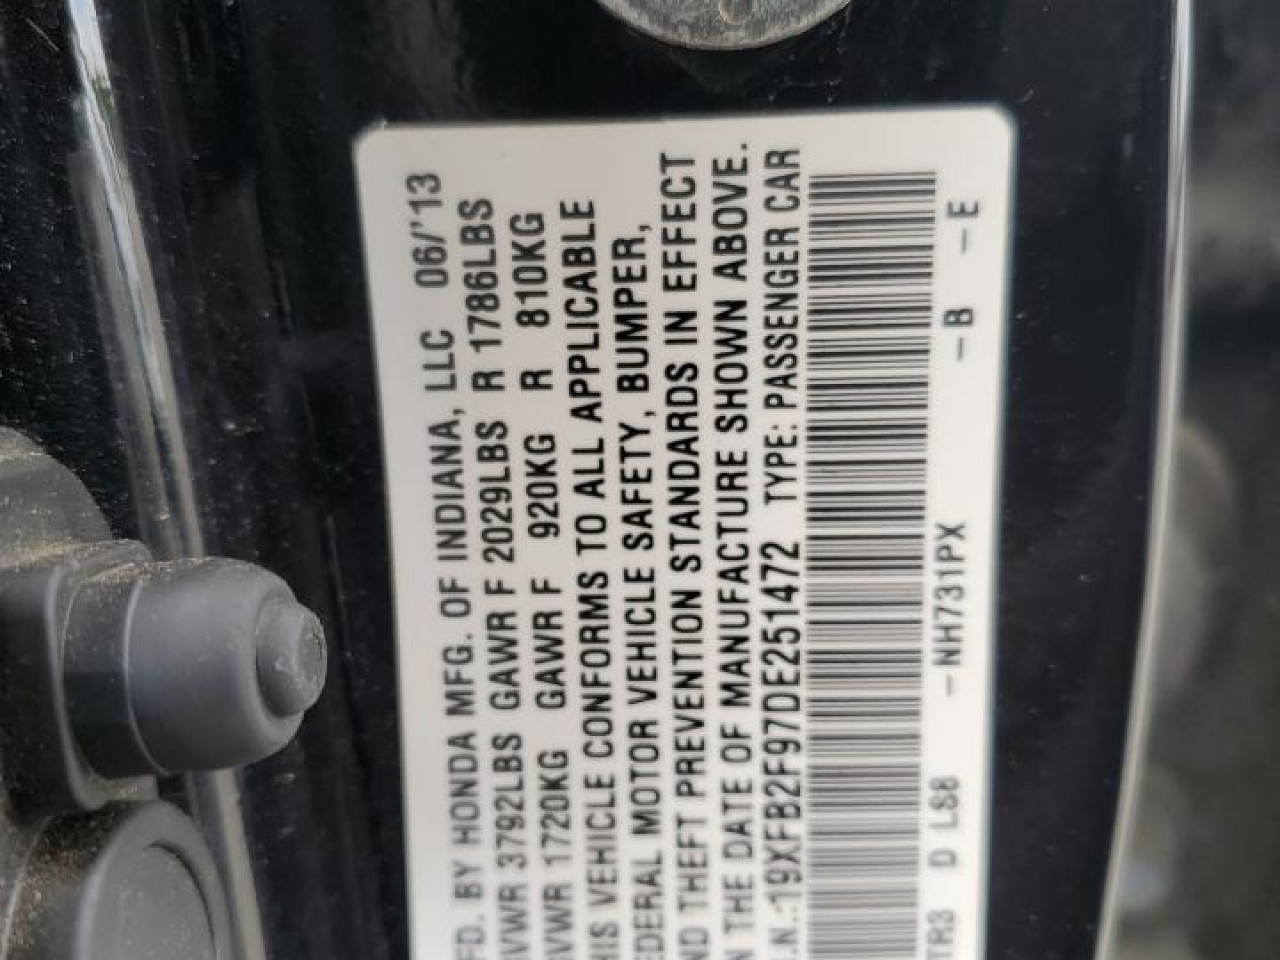 FD. BY HONDA MFG. OF INDIANA, LLC 06/'13
VWR 3792LBS GAWR F 2029LBS R 1786LBS
VWR 1720KG GAWR F 920KG R 810KG
HIS VEHICLE CONFORMS TO ALL APPLICABLE
EDERAL MOTOR VEHICLE SAFETY, BUMPER,
ND THEFT PREVENTION STANDARDS IN EFFECT
N THE DATE OF MANUFACTURE SHOWN ABOVE.
I.N.:19XFB2F97DE251472 TYPE: PASSENGER CAR
TR3 D LS8 -NH731PX -B -E